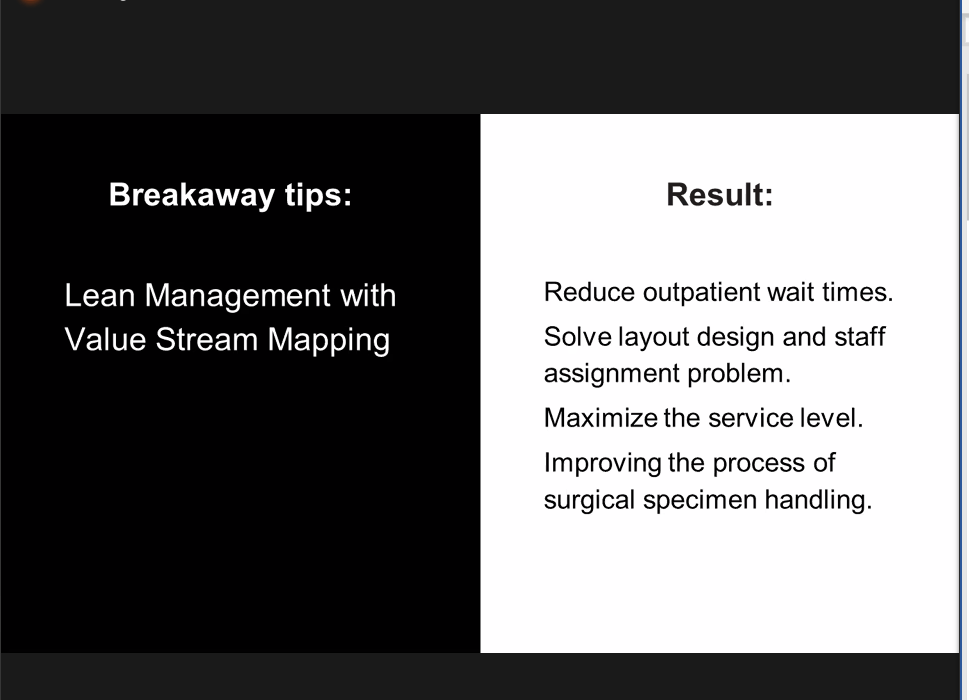 Breakaway tips:
Lean Management with
Value Stream Mapping
Result:
Reduce outpatient wait times.
Solve layout design and staff
assignment problem.
Maximize the service level.
Improving the process of
surgical specimen handling.